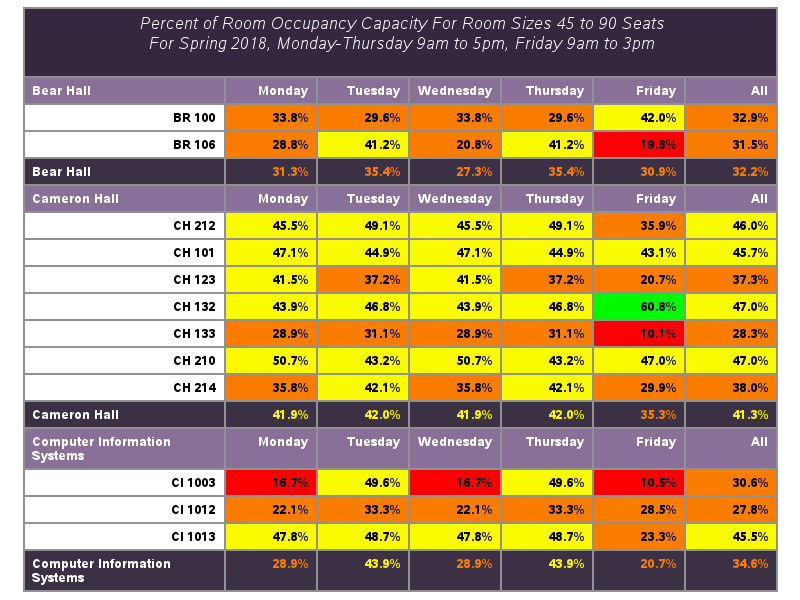 Percent of Room Occupancy Capacity For Room Sizes 45 to 90 Seats
For Spring 2018, Monday-Thursday 9am to 5pm, Friday 9am to 3pm
Bear Hall Monday Tuesday Wednesday Thursday Friday All
BR 100 33.8% 29.6% 33.8% 29.6% 42.0% 32.9%
BR 106 28.8% 41.2% 20.8% 41.2% 19.8% 31.5%
Bear Hall 31.3% 35.4% 27.3% 35.4% 30.9% 32.2%
Cameron Hall Monday Tuesday Wednesday Thursday Friday All
CH 212 45.5% 49.1% 45.5% 49.1% 35.9% 46.0%
CH 101 47.1% 44.9% 47.1% 44.9% 43.1% 45.7%
CH 123 41.5% 37.2% 41.5% 37.2% 20.7% 37.3%
CH 132 43.9% 46.8% 43.9% 46.8% 60.8% 47.0%
CH 133 28.9% 31.1% 28.9% 31.1% 10.1% 28.3%
CH 210 50.7% 43.2% 50.7% 43.2% 47.0% 47.0%
CH 214 35.8% 42.1% 35.8% 42.1% 29.9% 38.0%
Cameron Hall 41.9% 42.0% 41.9% 42.0% 35.3% 41.3%
Computer Information Monday Tuesday Wednesday Thursday Friday All
Systems
CI 1003 16.7% 49.6% 16.7% 49.6% 10.5% 30.6%
CI 1012 22.1% 33.3% 22.1% 33.3% 28.5% 27.8%
CI 1013 47.8% 48.7% 47.8% 48.7% 23.3% 45.5%
Computer Information 28.9% 43.9% 28.9% 43.9% 20.7% 34.6%
Systems